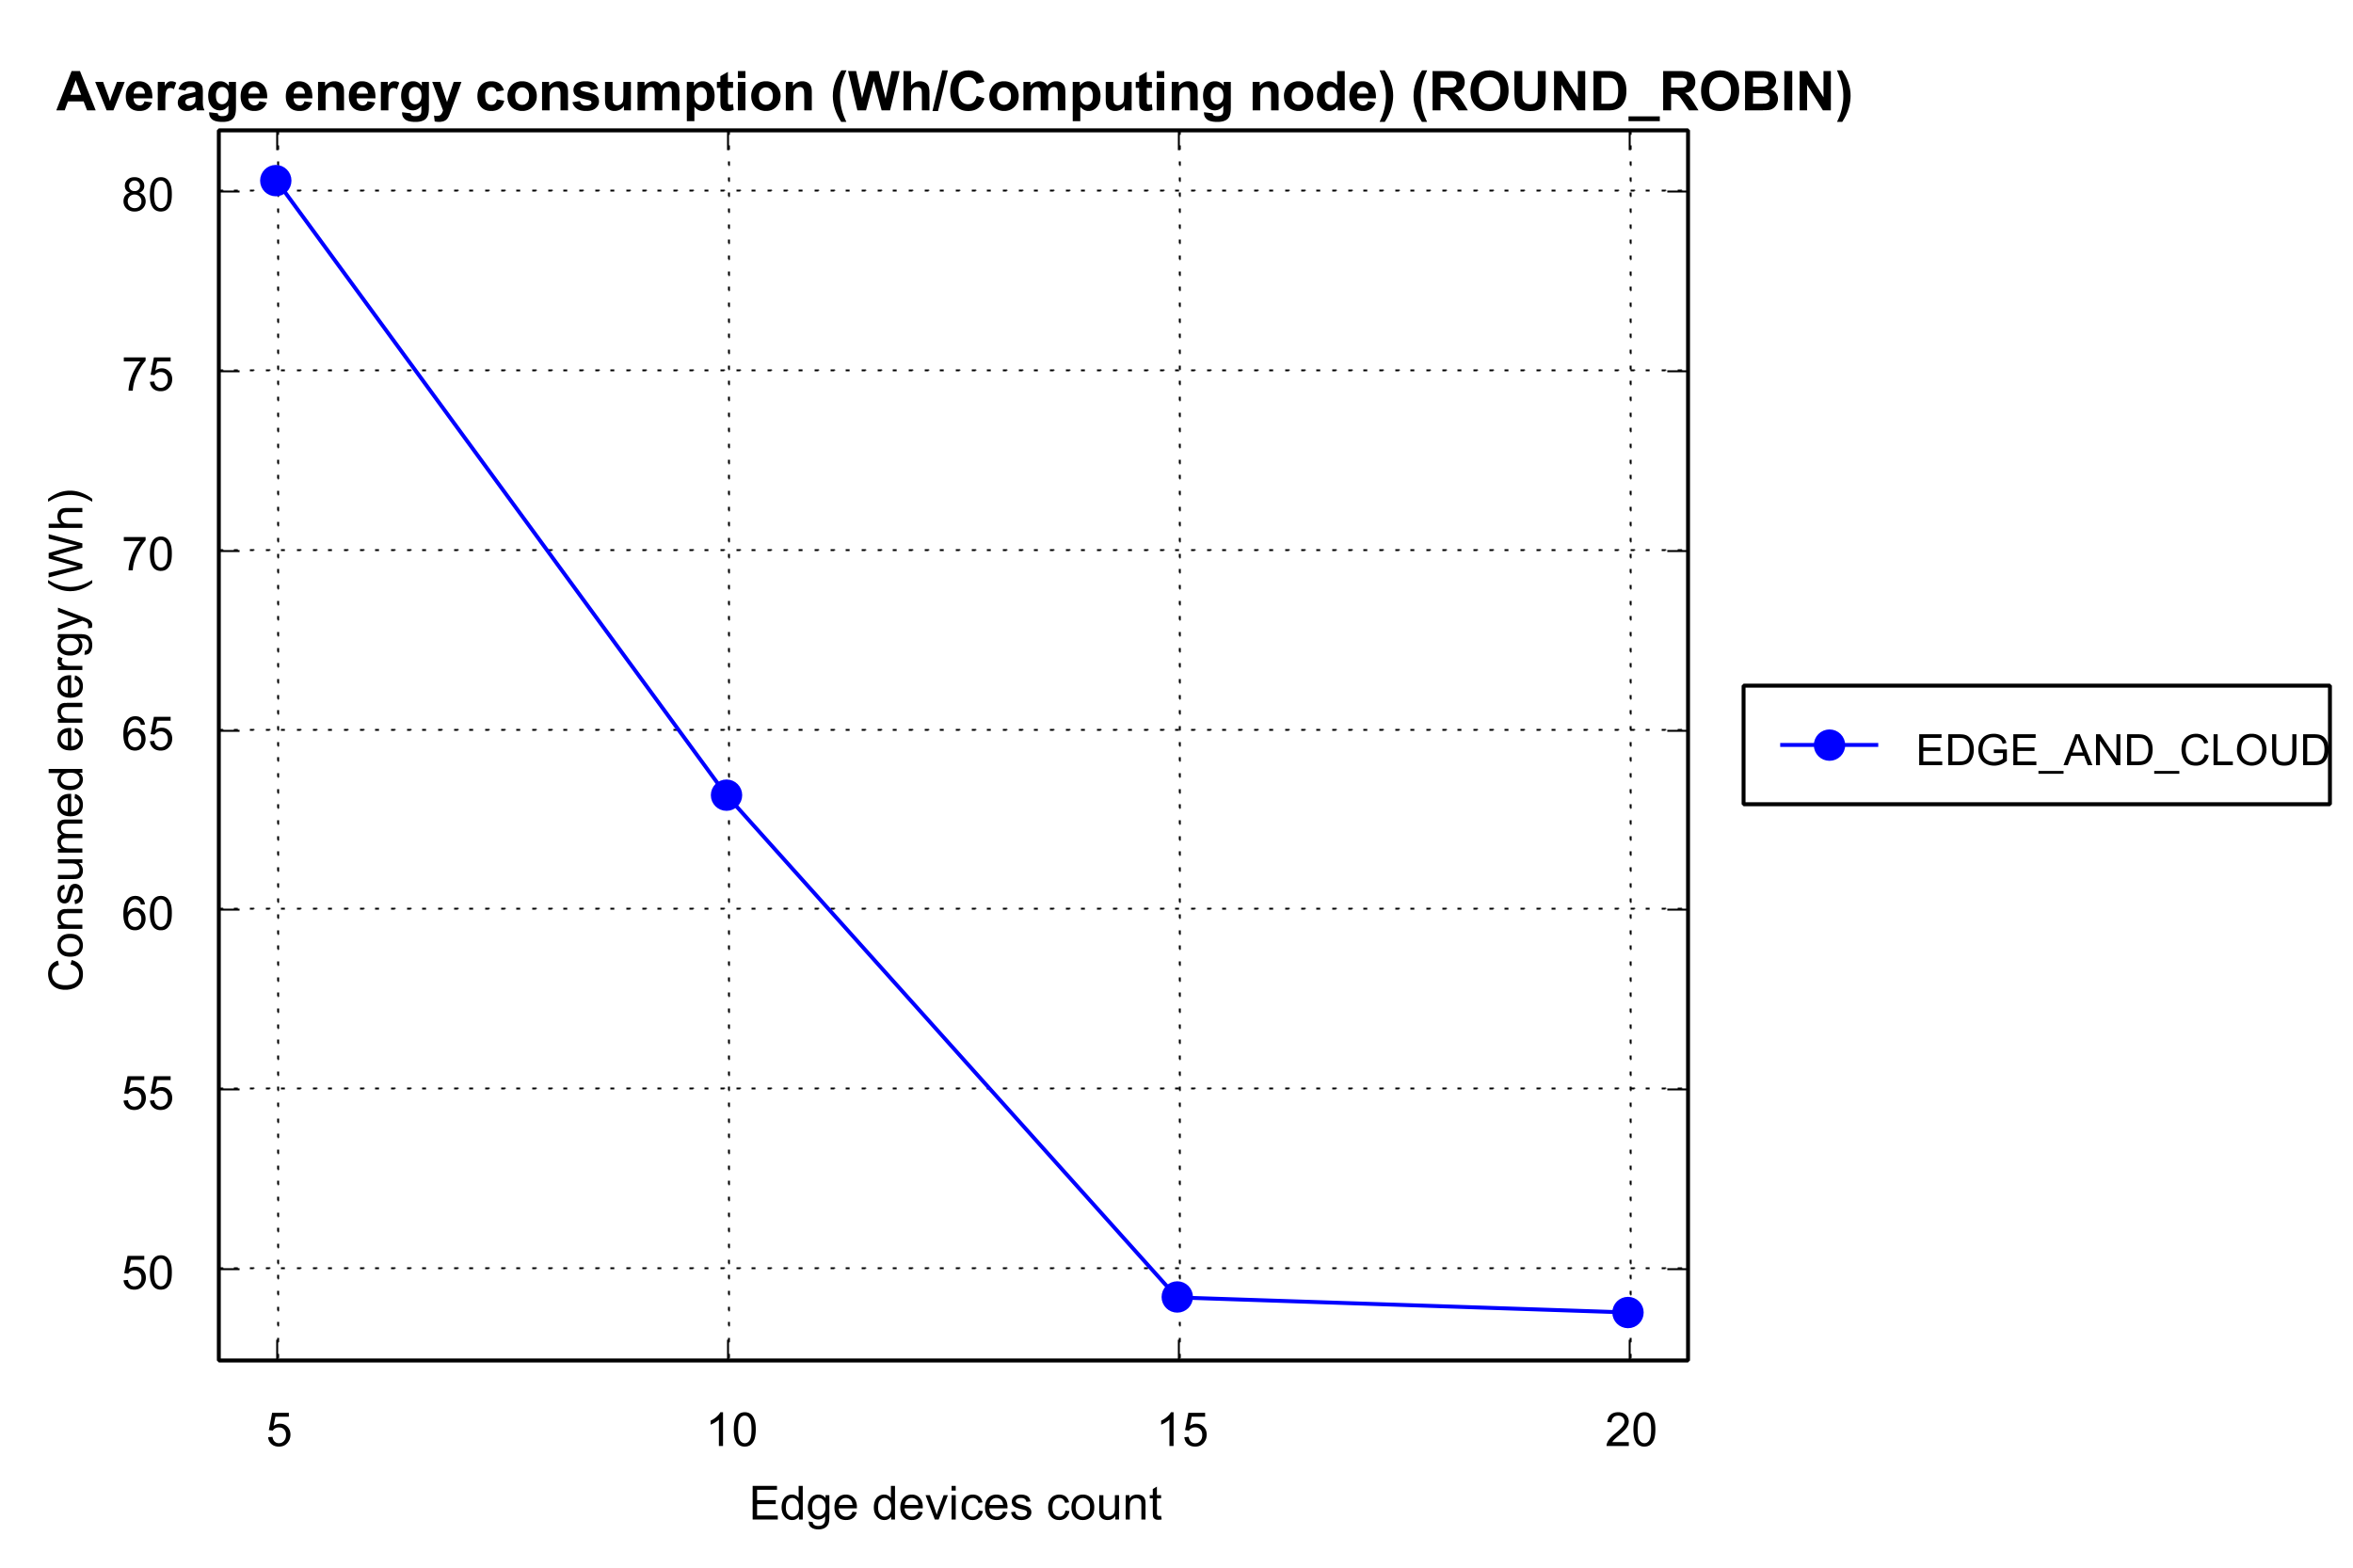 Average energy consumption (Wh/Computing node) (ROUND_ROBIN)
80
75
70
65
60
55
50
Consumed energy (Wh)
EDGE_AND_CLOUD
5 10 15 20
Edge devices count